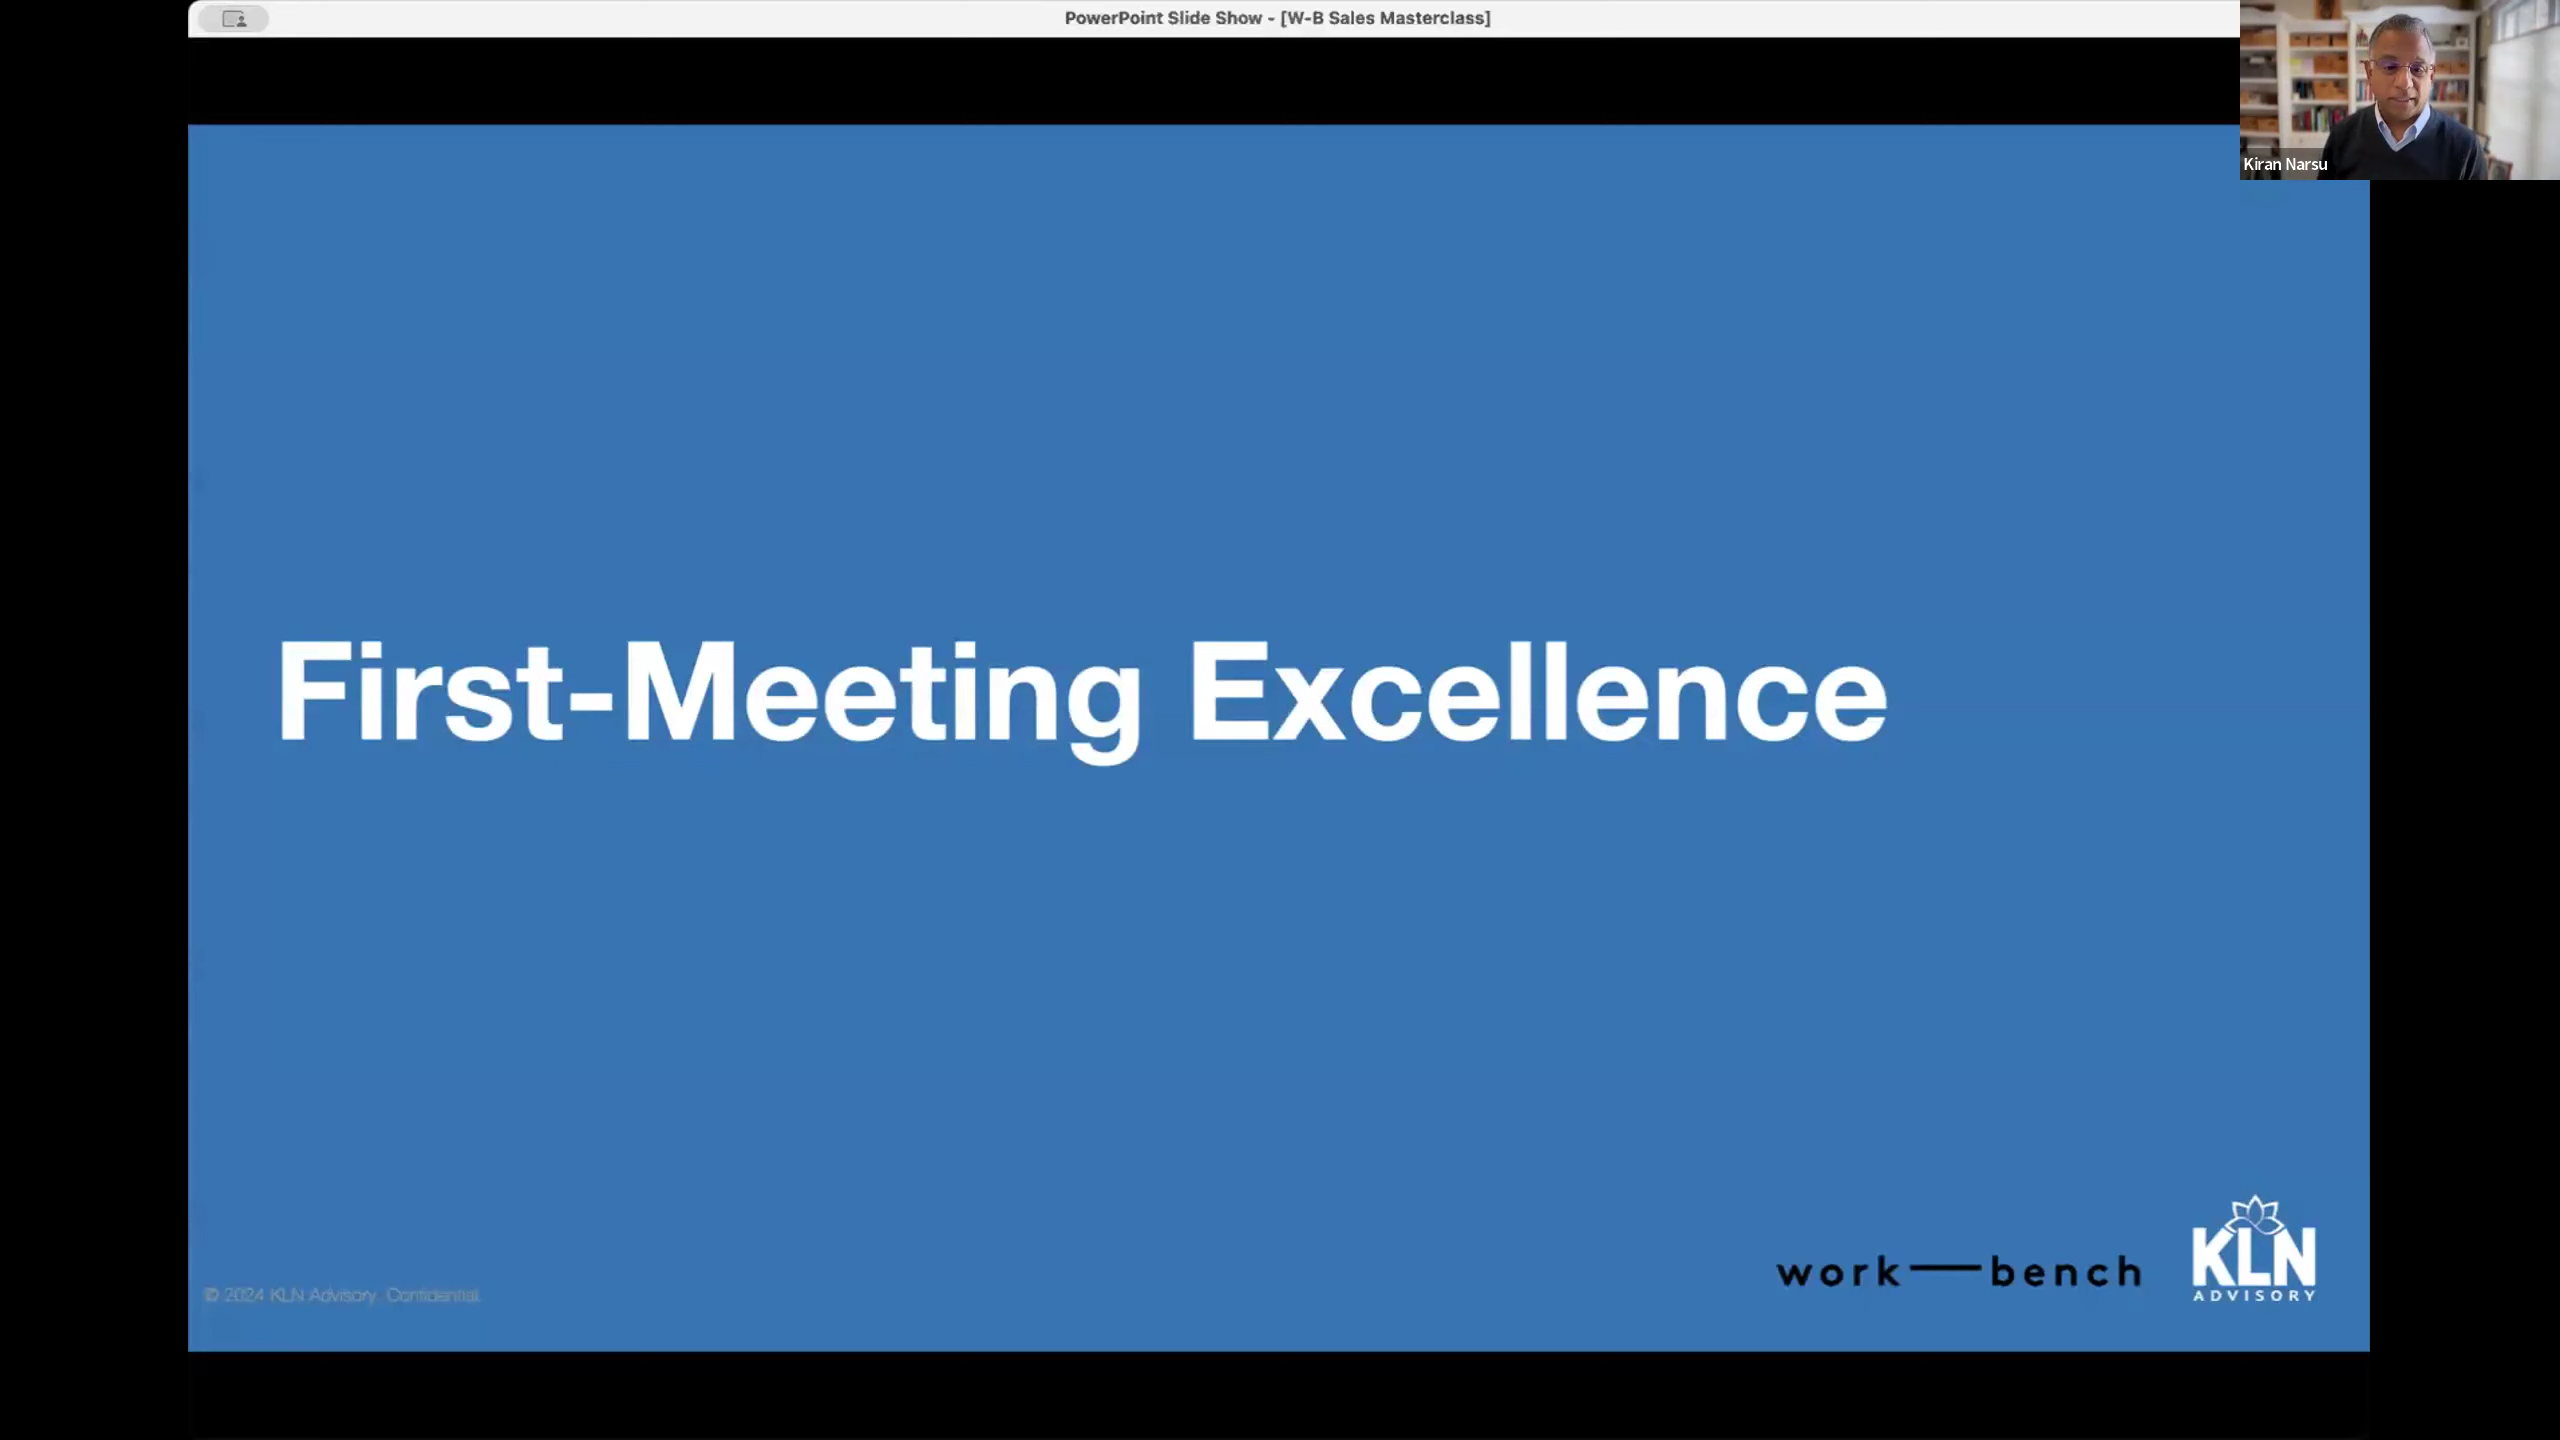 PowerPoint Slide Show - [W-B Sales Masterclass]
Kiran Narsu
First-Meeting Excellence
work—bench
KLN
ADVISORY
© 2024 KLN Advisory. Confidential.